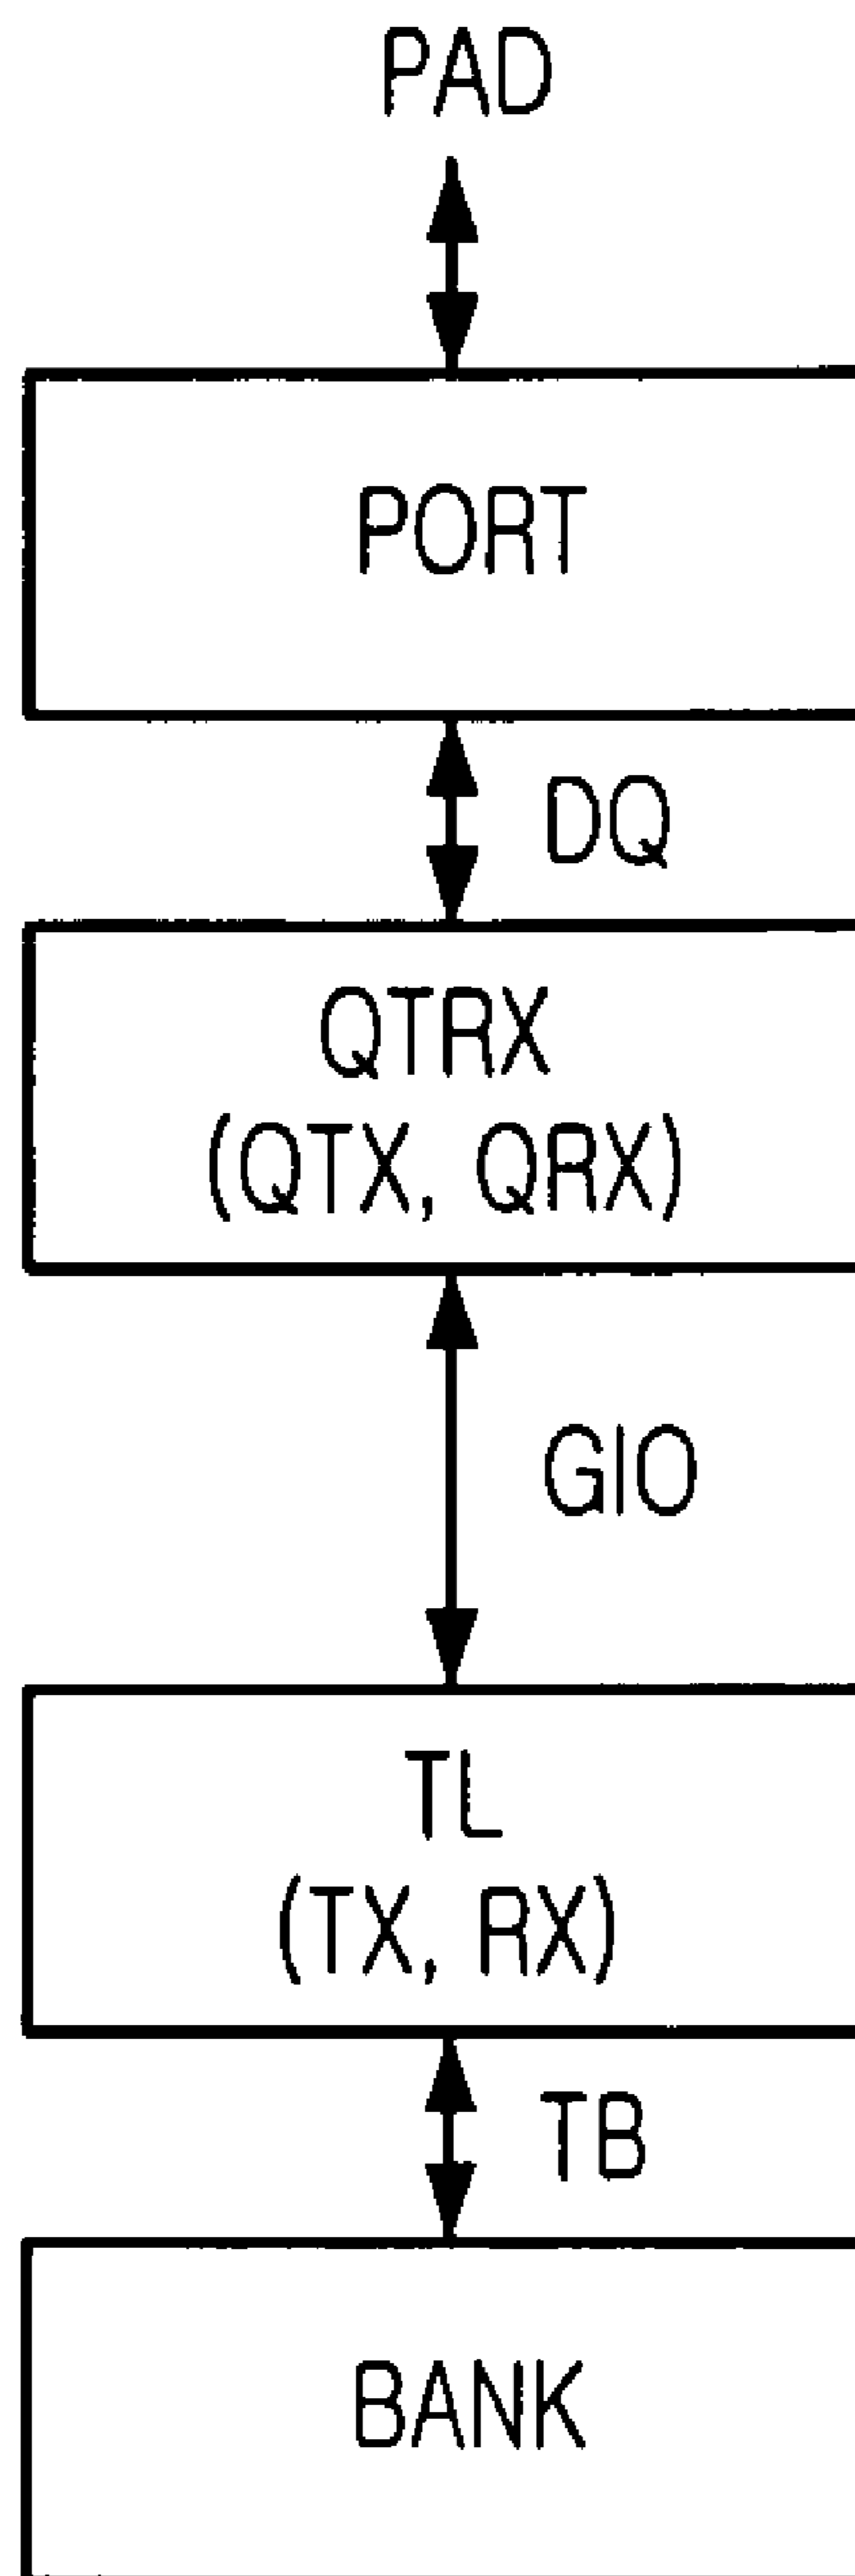 PAD
PORT
DQ
QTRX
(QTX, QRX)
GIO
TL
(TX, RX)
TB
BANK